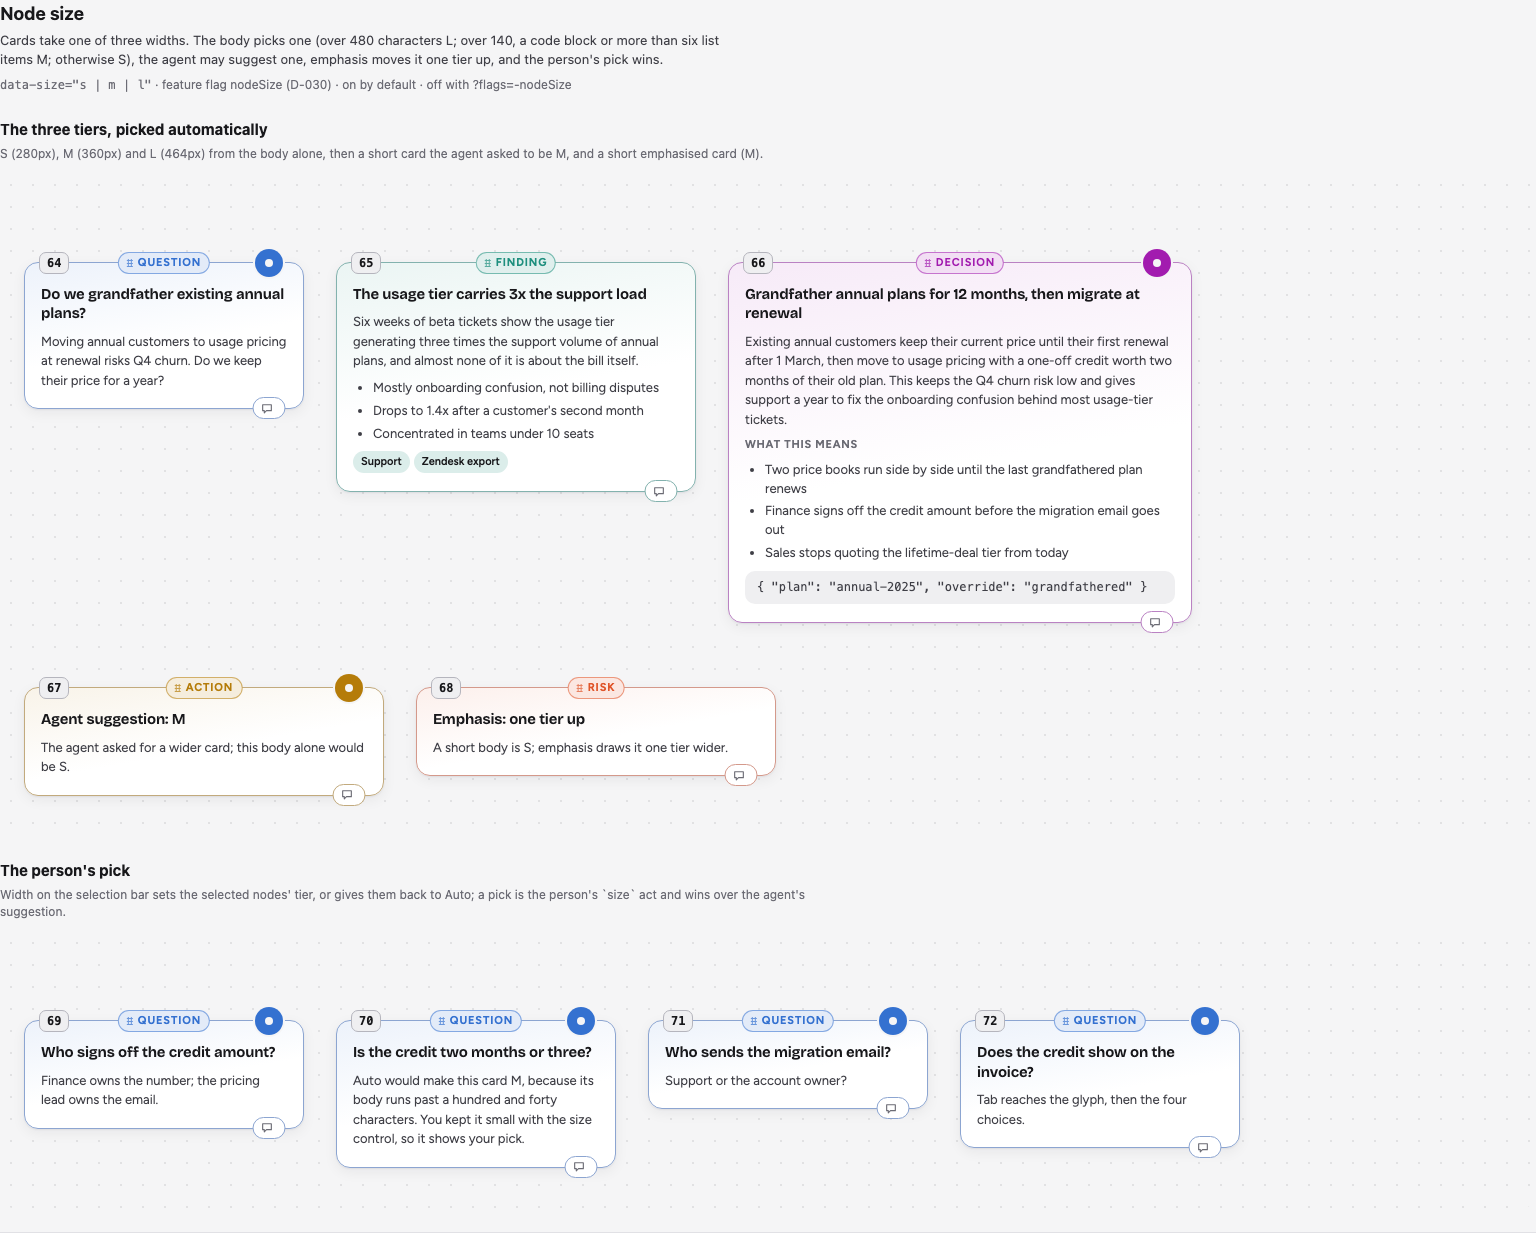 Node size
Cards take one of three widths. The body picks one (over 480 characters L; over 140, a code block or more than six list
items M; otherwise S), the agent may suggest one, emphasis moves it one tier up, and the person's pick wins.
data-size="s | m | l" · feature flag nodeSize (D-030) · on by default · off with ?flags=-nodeSize
The three tiers, picked automatically
S (280px), M (360px) and L (464px) from the body alone, then a short card the agent asked to be M, and a short emphasised card (M).
64
QUESTION
Do we grandfather existing annual
plans?
Moving annual customers to usage pricing
at renewal risks Q4 churn. Do we keep
their price for a year?
65
FINDING
The usage tier carries 3x the support load
Six weeks of beta tickets show the usage tier
generating three times the support volume of annual
plans, and almost none of it is about the bill itself.
• Mostly onboarding confusion, not billing disputes
• Drops to 1.4x after a customer's second month
• Concentrated in teams under 10 seats
Support Zendesk export
66
DECISION
Grandfather annual plans for 12 months, then migrate at
renewal
Existing annual customers keep their current price until their first renewal
after 1 March, then move to usage pricing with a one-off credit worth two
months of their old plan. This keeps the Q4 churn risk low and gives
support a year to fix the onboarding confusion behind most usage-tier
tickets.
WHAT THIS MEANS
• Two price books run side by side until the last grandfathered plan
renews
• Finance signs off the credit amount before the migration email goes
out
• Sales stops quoting the lifetime-deal tier from today
{ "plan": "annual-2025", "override": "grandfathered" }
67
ACTION
Agent suggestion: M
The agent asked for a wider card; this body alone would
be S.
68
RISK
Emphasis: one tier up
A short body is S; emphasis draws it one tier wider.
The person's pick
Width on the selection bar sets the selected nodes' tier, or gives them back to Auto; a pick is the person's `size` act and wins over the agent's
suggestion.
69
QUESTION
Who signs off the credit amount?
Finance owns the number; the pricing
lead owns the email.
70
QUESTION
Is the credit two months or three?
Auto would make this card M, because its
body runs past a hundred and forty
characters. You kept it small with the size
control, so it shows your pick.
71
QUESTION
Who sends the migration email?
Support or the account owner?
72
QUESTION
Does the credit show on the
invoice?
Tab reaches the glyph, then the four
choices.